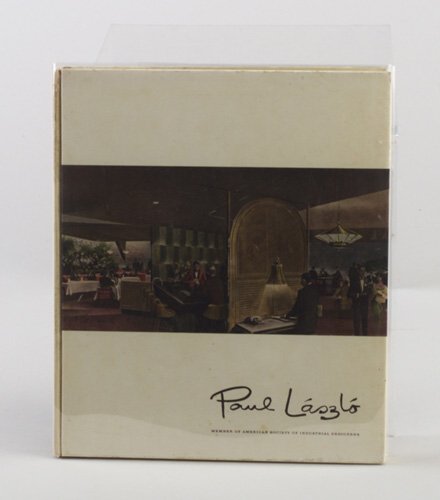 Paul László
MEMBER OF AMERICAN SOCIETY OF INDUSTRIAL DESIGNERS